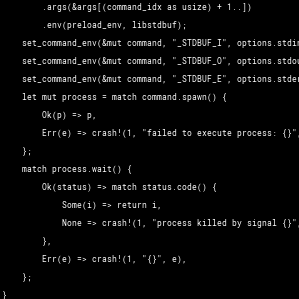 .args(&args[(command_idx as usize) + 1..])
.env(preload_env, libstdbuf);
set_command_env(&mut command, "_STDBUF_I", options.stdin
set_command_env(&mut command, "_STDBUF_O", options.stdou
set_command_env(&mut command, "_STDBUF_E", options.stder
let mut process = match command.spawn() {
Ok(p) => p,
Err(e) => crash!(1, "failed to execute process: {}",
};
match process.wait() {
Ok(status) => match status.code() {
Some(i) => return i,
None => crash!(1, "process killed by signal {}",
},
Err(e) => crash!(1, "{}", e),
};
}